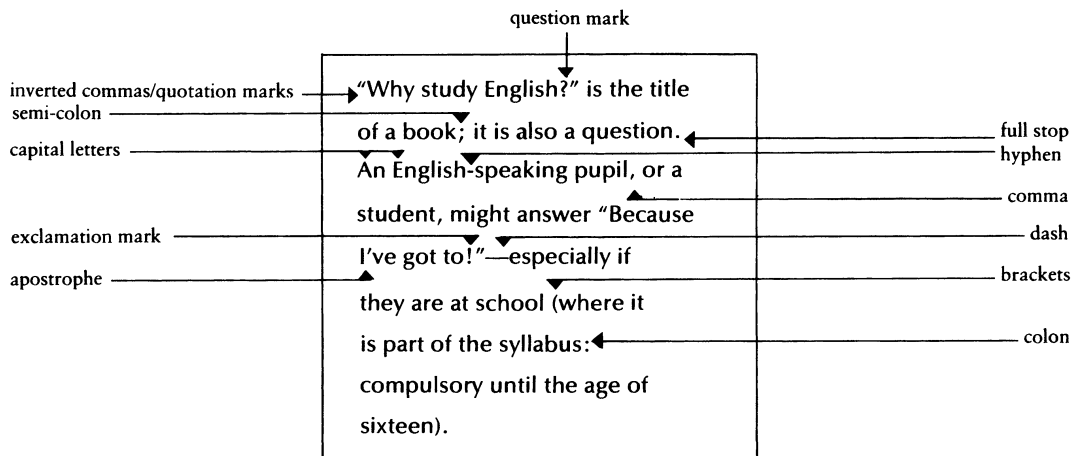 question mark
inverted commas/quotation marks
semi-colon
capital letters
exclamation mark
apostrophe
“Why study English?” is the title
of a book; it is also a question.
An English-speaking pupil, or a
student, might answer “Because
I’ve got to!”—especially if
they are at school (where it
is part of the syllabus:
compulsory until the age of
sixteen).
full stop
hyphen
comma
dash
brackets
colon